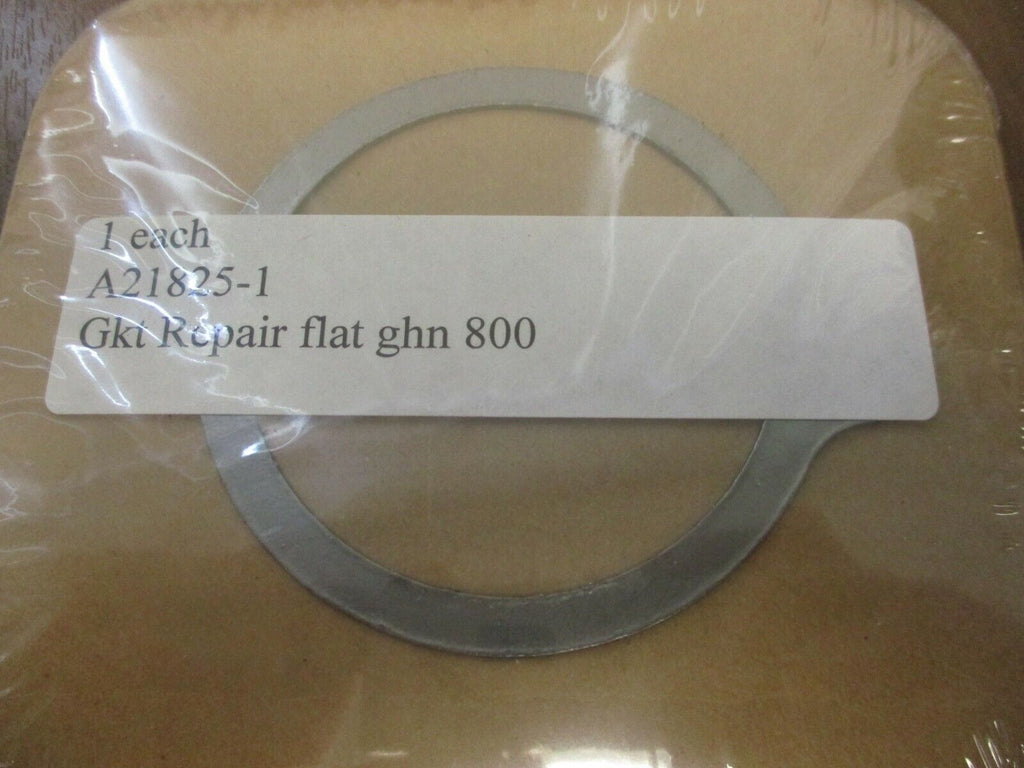 1 each
A21825-1
Gkt Repair flat ghn 800